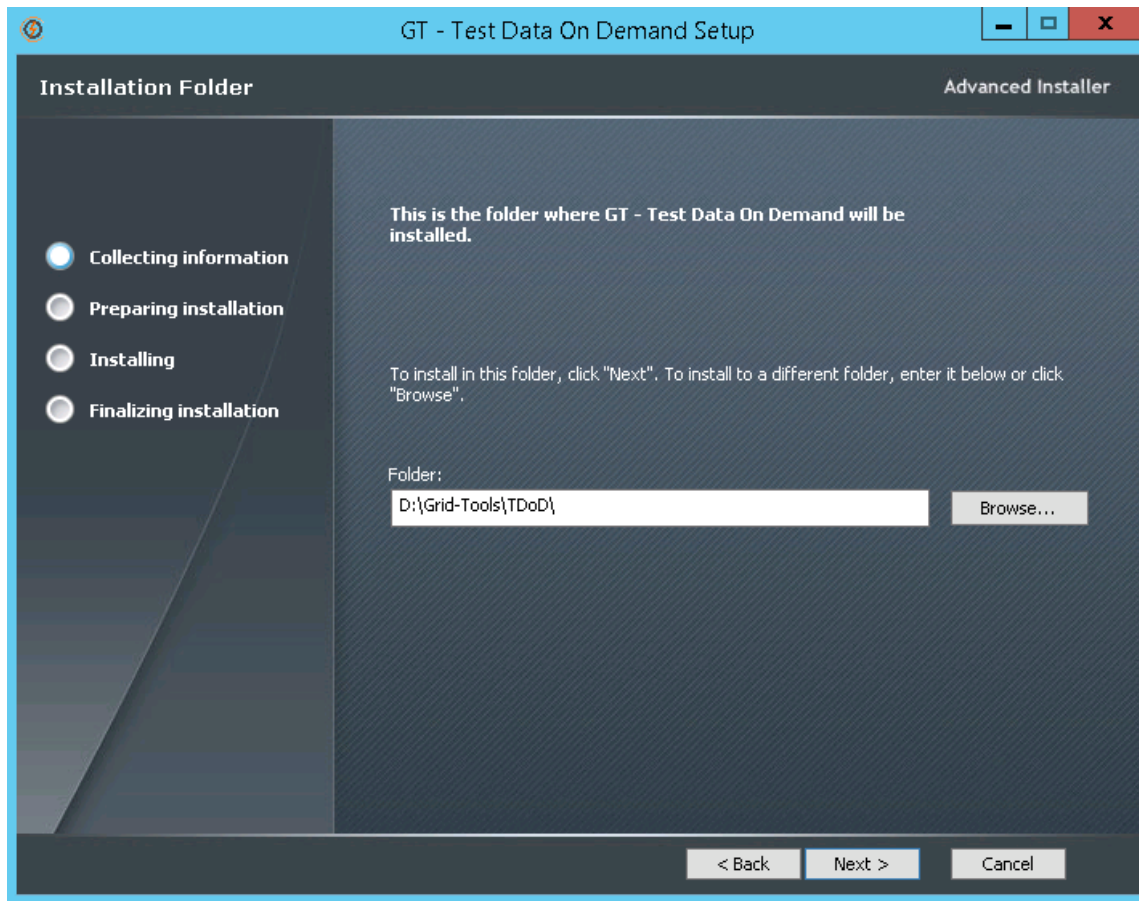 GT - Test Data On Demand Setup
Installation Folder
Advanced Installer
Collecting information
Preparing installation
Installing
Finalizing installation
This is the folder where GT - Test Data On Demand will be
installed.
To install in this folder, click "Next". To install to a different folder, enter it below or click
"Browse".
Folder:
D:\Grid-Tools\TDoD\
Browse...
< Back
Next >
Cancel